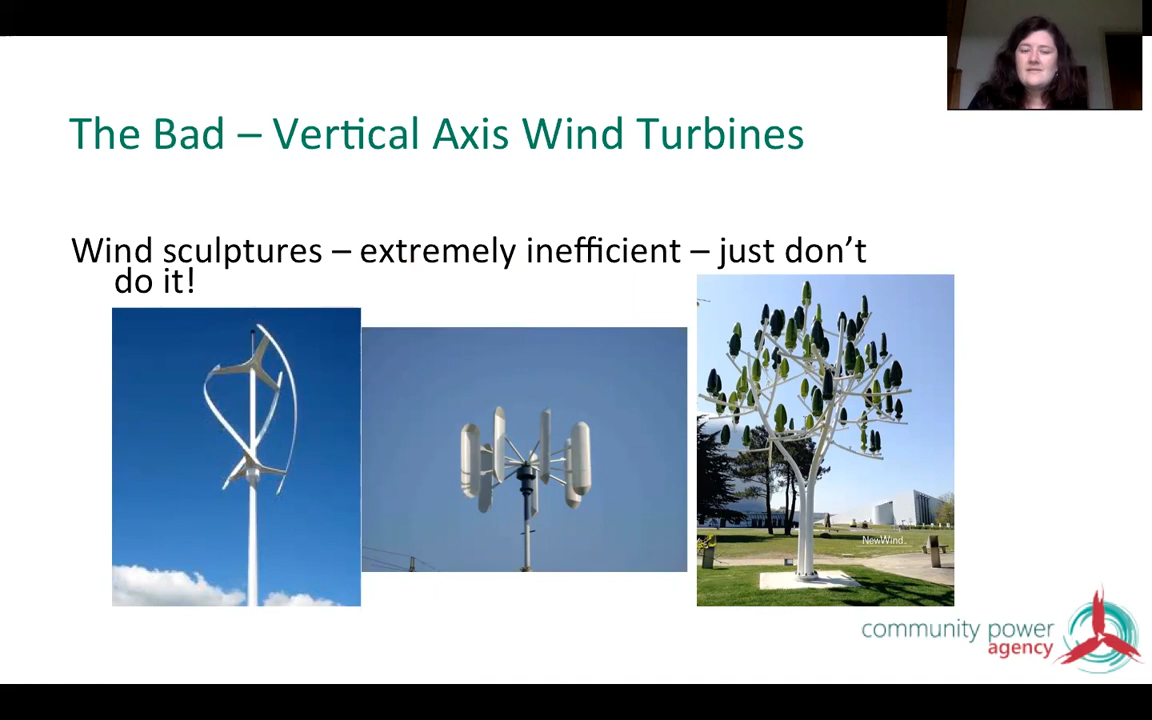 The Bad – Vertical Axis Wind Turbines
Wind sculptures – extremely inefficient – just don’t
do it!
NewWind
community power
agency